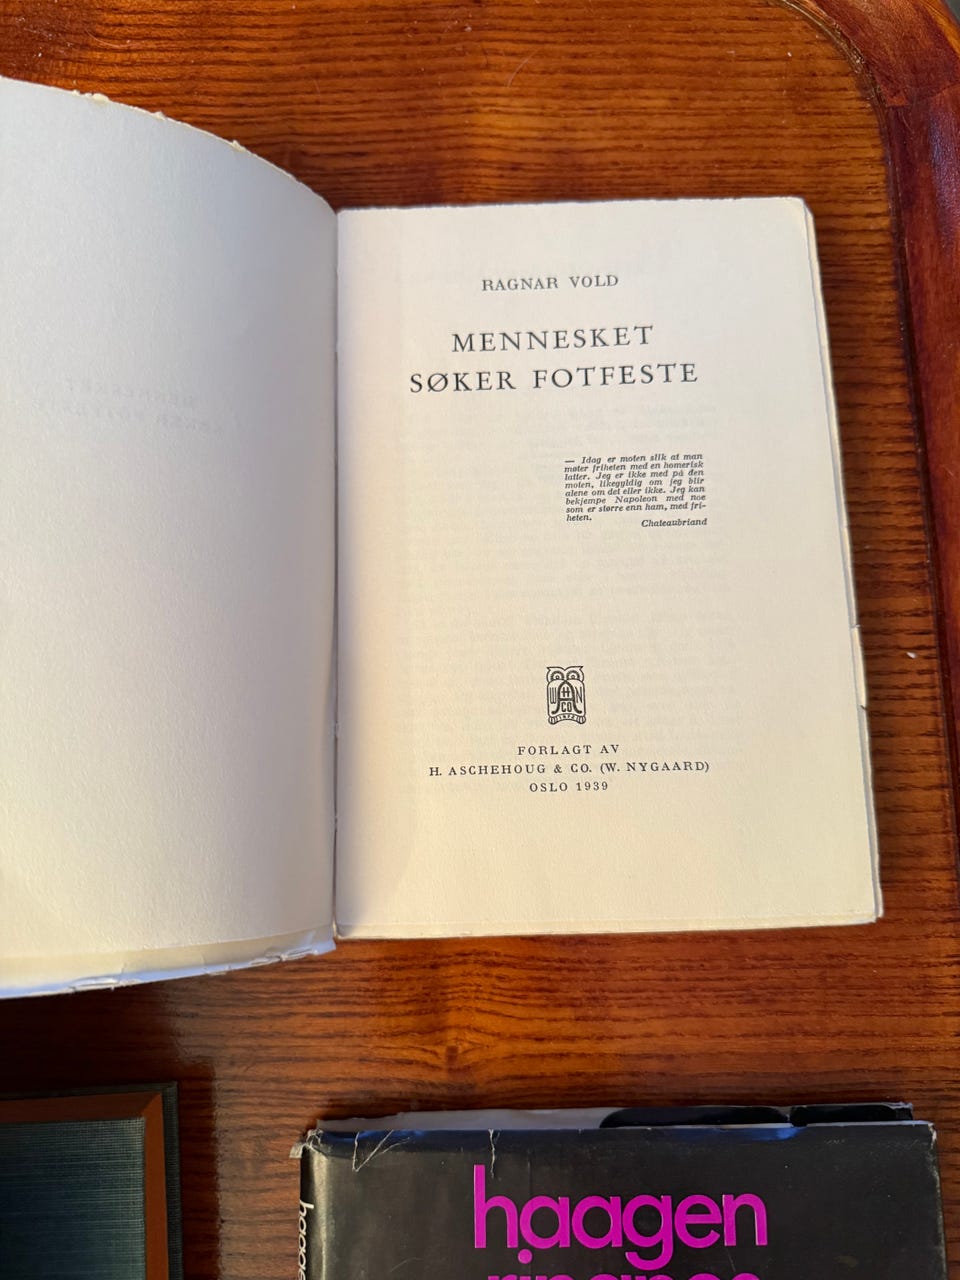 RAGNAR VOLD
MENNESKET
SØKER FOTFESTE
— Idag er moten slik at man
møter friheten med en homerisk
latter. Jeg er ikke med på den
moten, likegyldig om jeg blir
alene om det eller ikke. Jeg kan
bekjempe Napoleon med noe
som er større enn ham, med fri-
heten.
Chateaubriand
FORLAGT AV
H. ASCHEHOUG & CO. (W. NYGAARD)
OSLO 1939
haagen